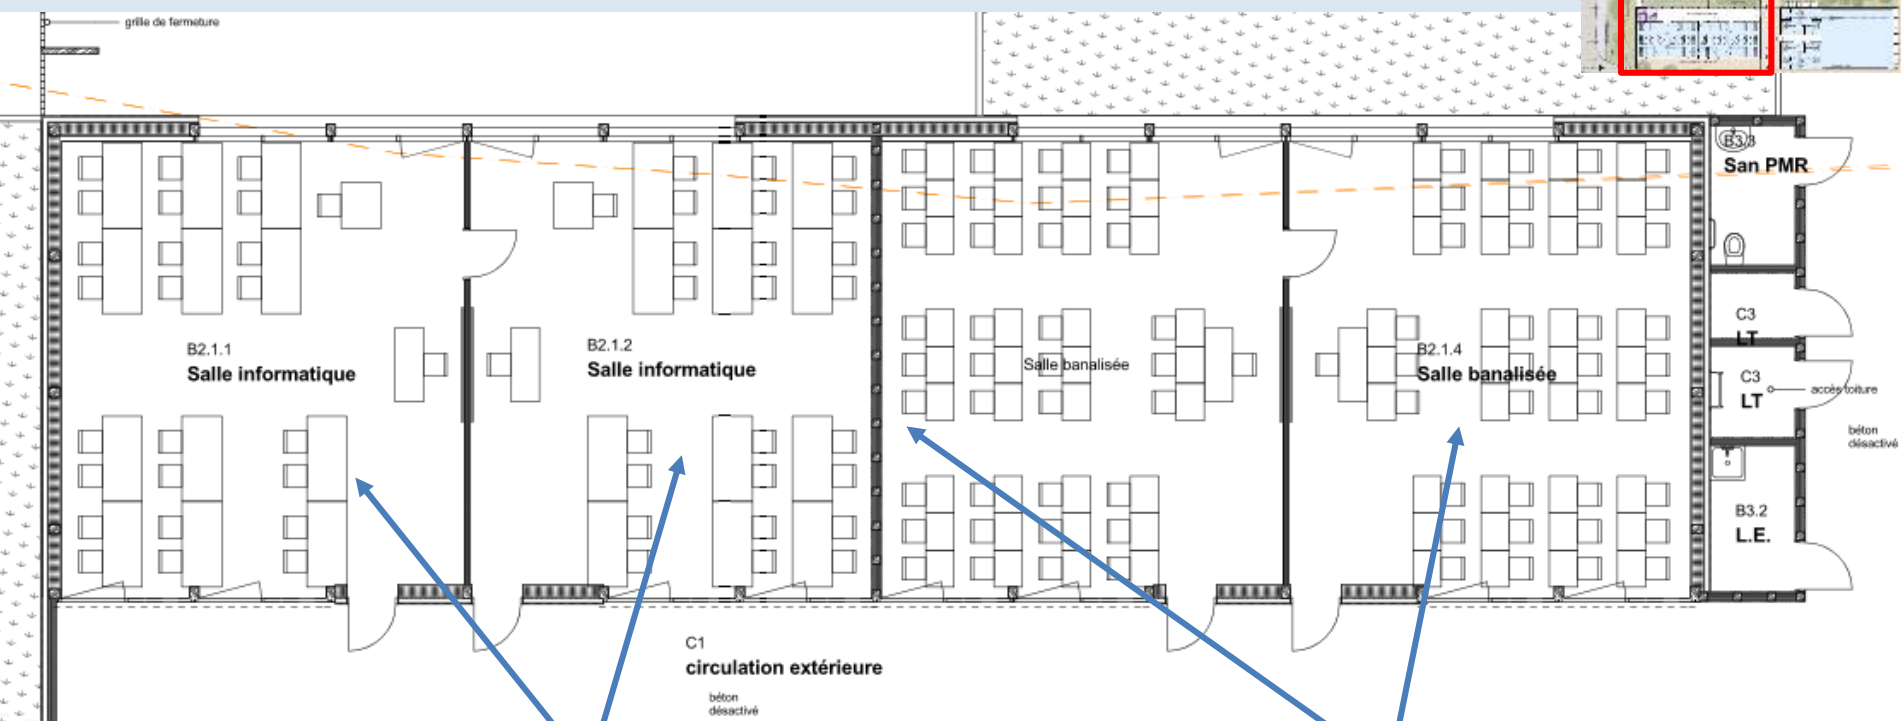 grille de fermeture
B3.3
San PMR
C3
LT
B2.1.1
Salle informatique
B2.1.2
Salle informatique
Salle banalisée
B2.1.4
Salle banalisée
C3
LT
accès toiture
béton
désactivé
B3.2
L.E.
C1
circulation extérieure
béton
désactivé